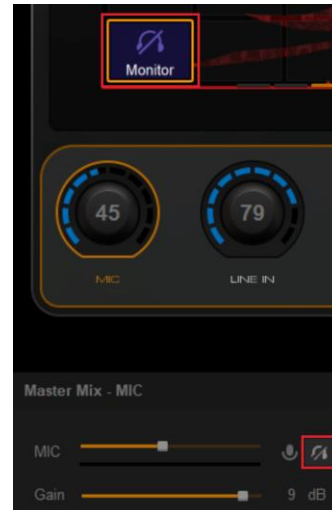 Monitor
45
79
MIC
LINE IN
Master Mix - MIC
MIC
Gain
9 dB